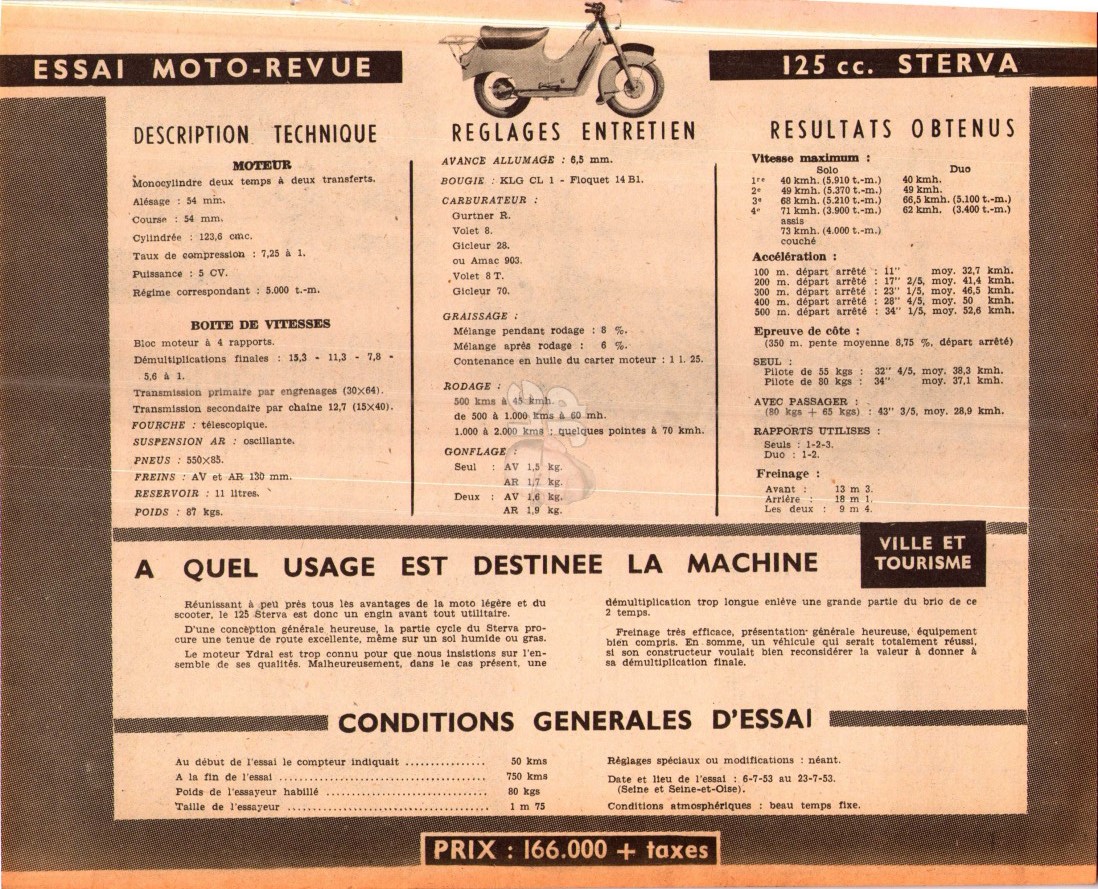 ESSAI MOTO-REVUE
125 cc. STERVA
DESCRIPTION TECHNIQUE
MOTEUR
Monocylindre deux temps à deux transferts.
Alésage : 54 mm.
Course : 54 mm.
Cylindrée : 123,6 cmc.
Taux de compression : 7,25 à 1.
Puissance : 5 CV.
Régime correspondant : 5.000 t.-m.
BOITE DE VITESSES
Bloc moteur à 4 rapports.
Démultiplications finales : 15,3 - 11,3 - 7,8 -
5,6 à 1.
Transmission primaire par engrenages (30×64).
Transmission secondaire par chaîne 12,7 (15×40).
FOURCHE : télescopique.
SUSPENSION AR : oscillante.
PNEUS : 550×85.
FREINS : AV et AR 130 mm.
RESERVOIR : 11 litres.
POIDS : 87 kgs.
REGLAGES ENTRETIEN
AVANCE ALLUMAGE : 6,5 mm.
BOUGIE : KLG CL 1 - Floquet 14 B1.
CARBURATEUR :
Gurtner R.
Volet 8.
Gicleur 28.
ou Amac 903.
Volet 8 T.
Gicleur 70.
GRAISSAGE :
Mélange pendant rodage : 8 %.
Mélange après rodage : 6 %.
Contenance en huile du carter moteur : 1 l. 25.
RODAGE :
500 kms à 45 kmh.
de 500 à 1.000 kms à 60 mh.
1.000 à 2.000 kms : quelques pointes à 70 kmh.
GONFLAGE :
Seul : AV 1,5 kg.
AR 1,7 kg.
Deux : AV 1,6 kg.
AR 1,9 kg.
RESULTATS OBTENUS
Vitesse maximum :
Solo Duo
1re 40 kmh. (5.910 t.-m.) 40 kmh.
2e 49 kmh. (5.370 t.-m.) 49 kmh.
3e 68 kmh. (5.210 t.-m.) 66,5 kmh. (5.100 t.-m.)
4e 71 kmh. (3.900 t.-m.) 62 kmh. (3.400 t.-m.)
assis
73 kmh. (4.000 t.-m.)
couché
Accélération :
100 m. départ arrêté : 11" moy. 32,7 kmh.
200 m. départ arrêté : 17" 2/5, moy. 41,4 kmh.
300 m. départ arrêté : 23" 1/5, moy. 46,5 kmh.
400 m. départ arrêté : 28" 4/5, moy. 50 kmh.
500 m. départ arrêté : 34" 1/5, moy. 52,6 kmh.
Epreuve de côte :
(350 m. pente moyenne 8,75 %, départ arrêté)
SEUL :
Pilote de 55 kgs : 32" 4/5, moy. 38,3 kmh.
Pilote de 80 kgs : 34" moy. 37,1 kmh.
AVEC PASSAGER :
(80 kgs + 65 kgs) : 43" 3/5, moy. 28,9 kmh.
RAPPORTS UTILISES :
Seuls : 1-2-3.
Duo : 1-2.
Freinage :
Avant : 13 m 3.
Arrière : 18 m 1.
Les deux : 9 m 4.
A QUEL USAGE EST DESTINEE LA MACHINE
VILLE ET
TOURISME
Réunissant à peu près tous les avantages de la moto légère et du
scooter, le 125 Sterva est donc un engin avant tout utilitaire.
D'une conception générale heureuse, la partie cycle du Sterva pro-
cure une tenue de route excellente, même sur un sol humide ou gras.
Le moteur Ydral est trop connu pour que nous insistions sur l'en-
semble de ses qualités. Malheureusement, dans le cas présent, une
démultiplication trop longue enlève une grande partie du brio de ce
2 temps.
Freinage très efficace, présentation générale heureuse, équipement
bien compris. En somme, un véhicule qui serait totalement réussi,
si son constructeur voulait bien reconsidérer la valeur à donner à
sa démultiplication finale.
CONDITIONS GENERALES D'ESSAI
Au début de l'essai le compteur indiquait ............... 50 kms
A la fin de l'essai ............... 750 kms
Poids de l'essayeur habillé ............... 80 kgs
Taille de l'essayeur ............... 1 m 75
Réglages spéciaux ou modifications : néant.
Date et lieu de l'essai : 6-7-53 au 23-7-53.
(Seine et Seine-et-Oise).
Conditions atmosphériques : beau temps fixe.
PRIX : 166.000 + taxes